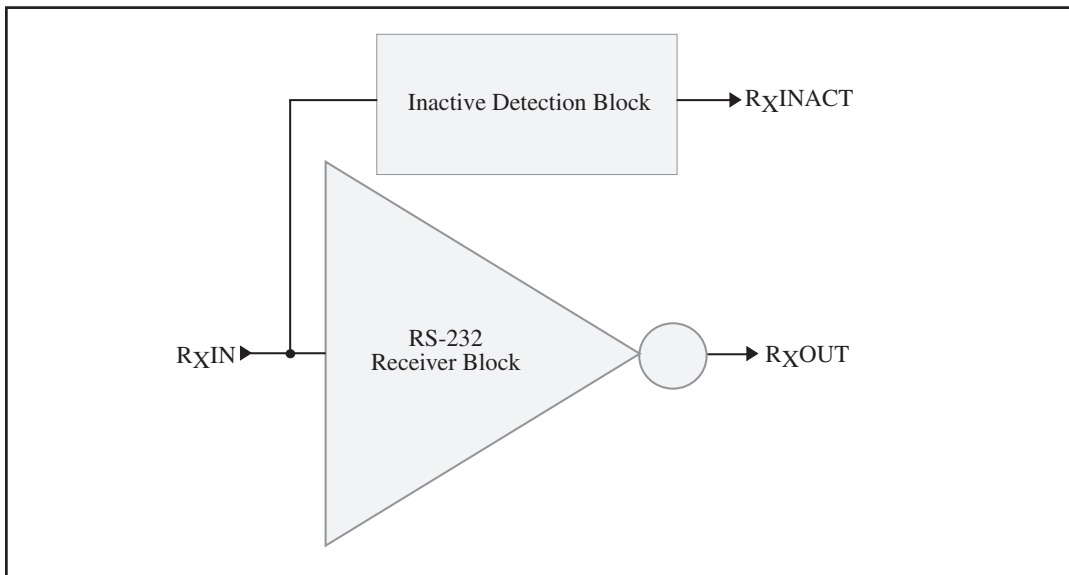 Inactive Detection Block
RXINACT
RS-232
Receiver Block
RXIN
RXOUT